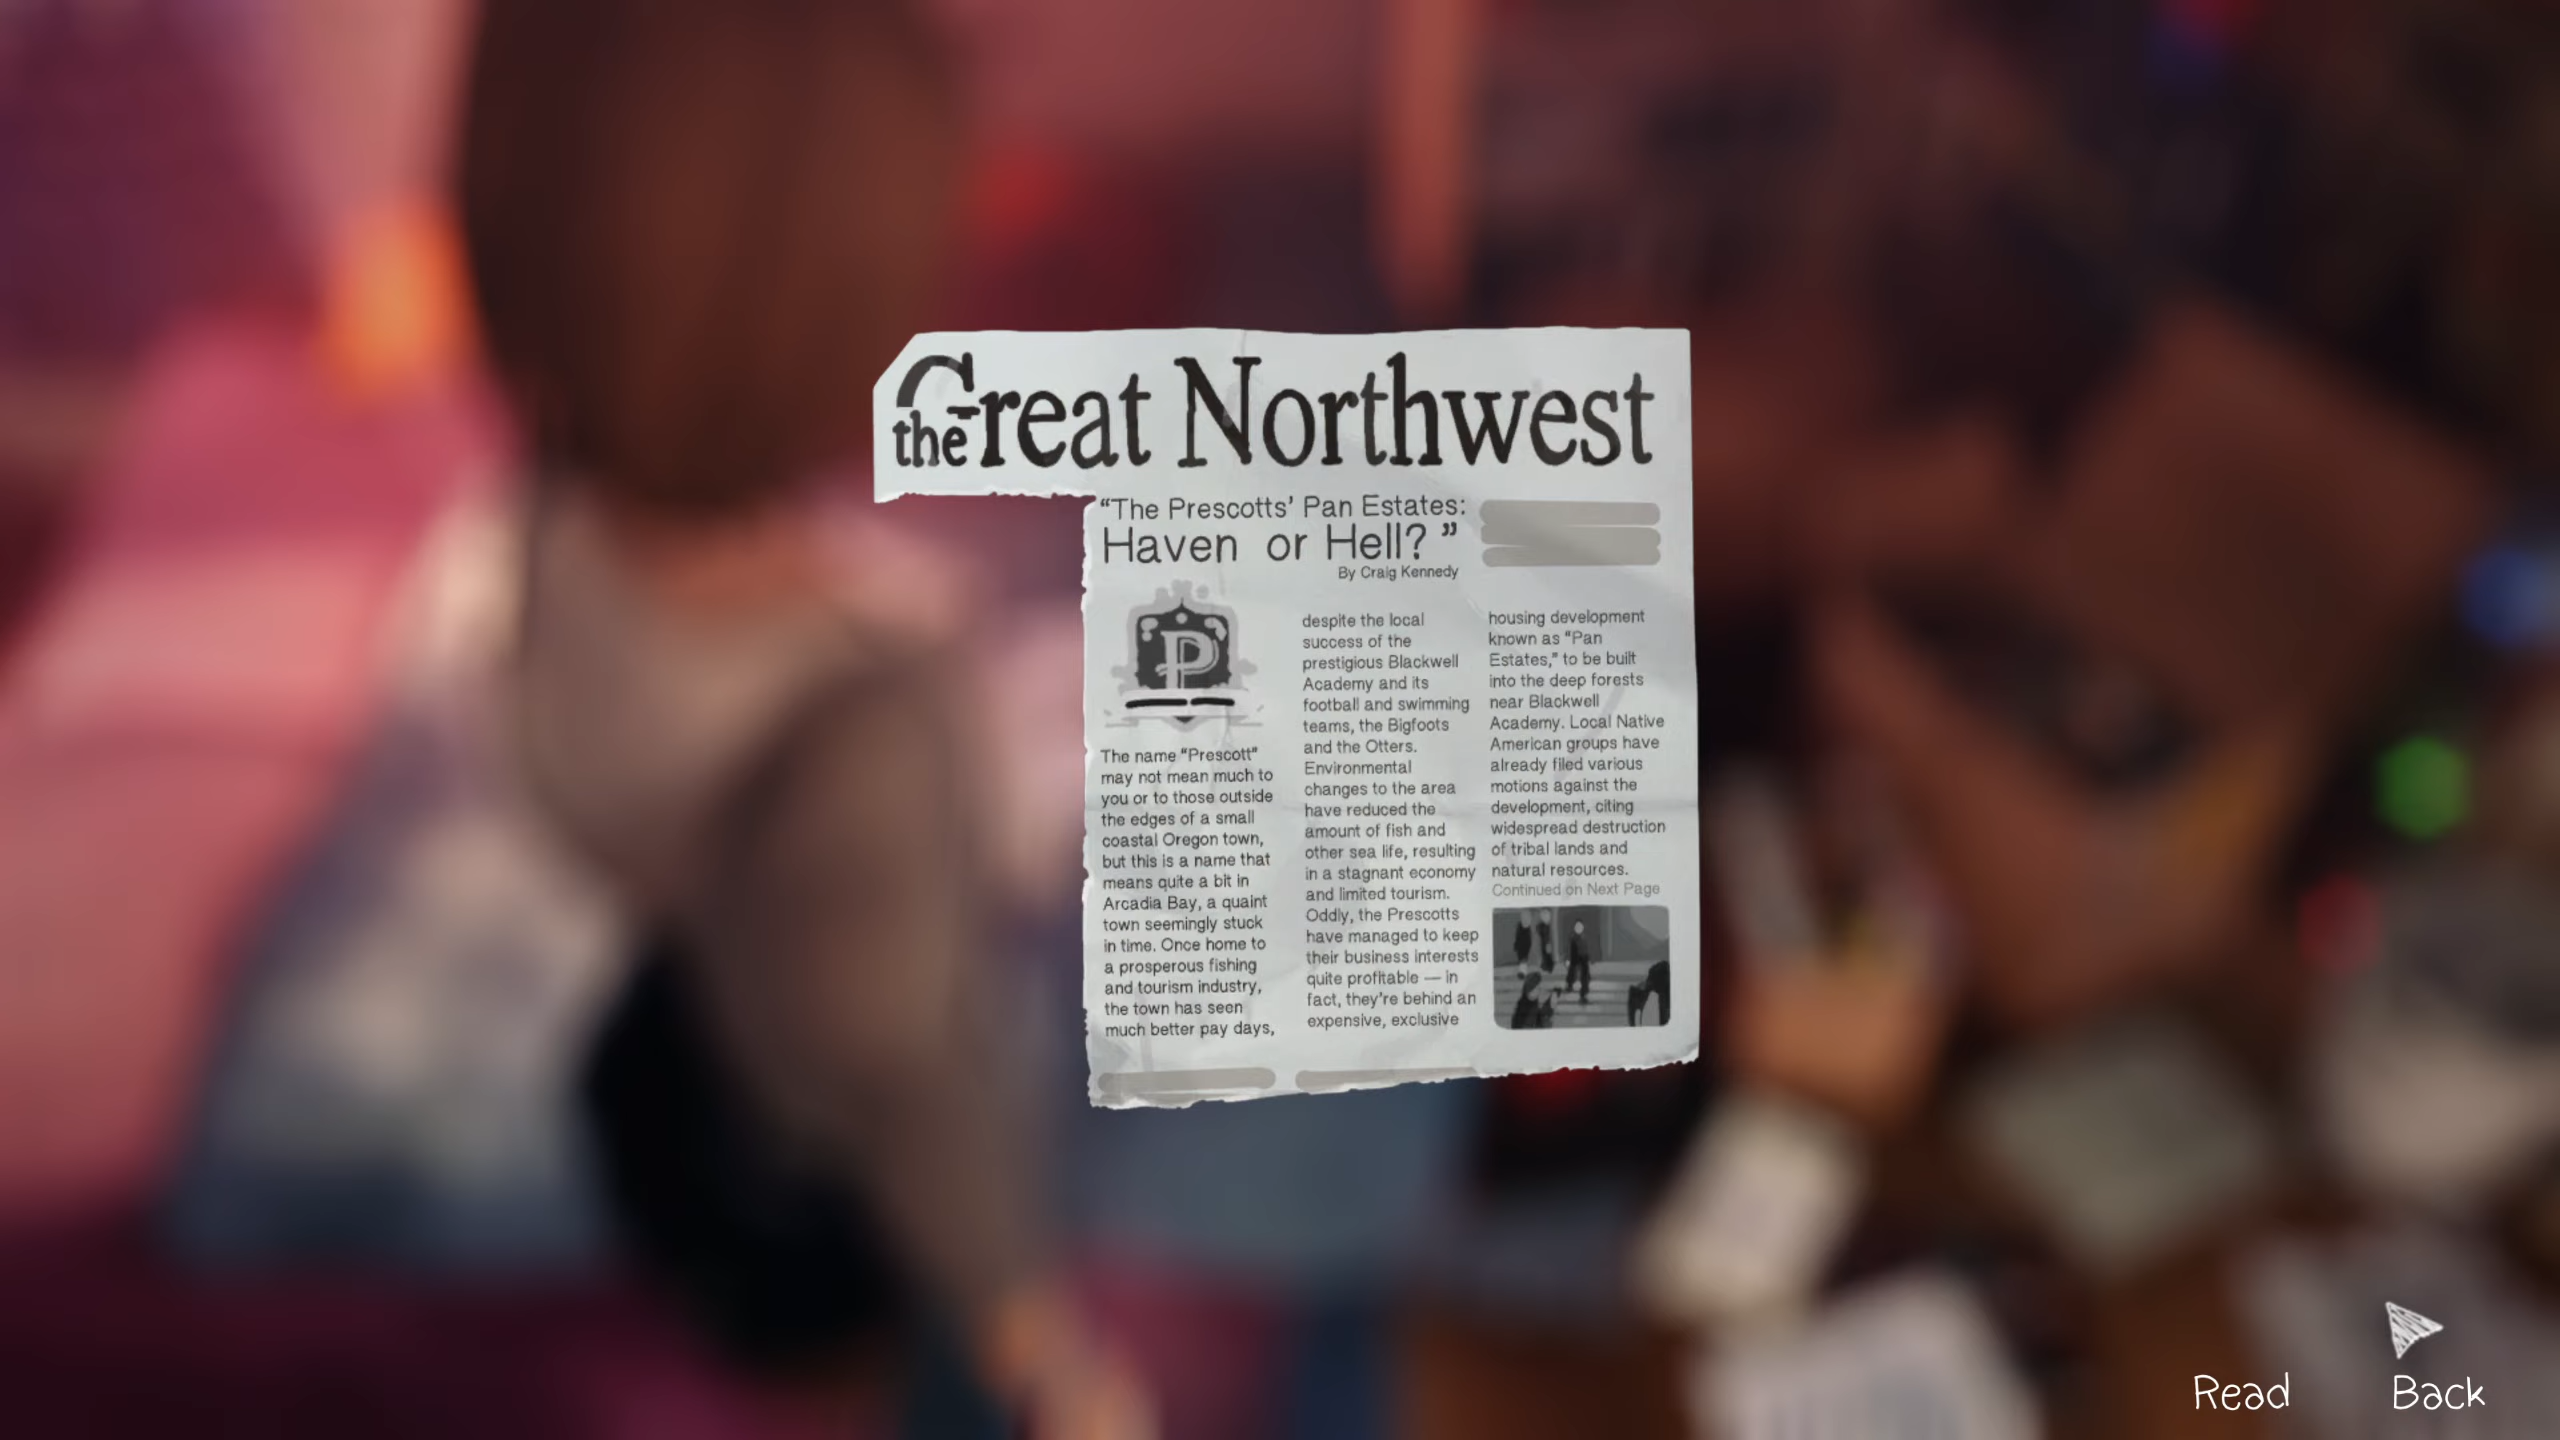 the Great Northwest
“The Prescotts’ Pan Estates:
Haven or Hell? ”
By Craig Kennedy
P
The name “Prescott”
may not mean much to
you or to those outside
the edges of a small
coastal Oregon town,
but this is a name that
means quite a bit in
Arcadia Bay, a quaint
town seemingly stuck
in time. Once home to
a prosperous fishing
and tourism industry,
the town has seen
much better pay days,
despite the local
success of the
prestigious Blackwell
Academy and its
football and swimming
teams, the Bigfoots
and the Otters.
Environmental
changes to the area
have reduced the
amount of fish and
other sea life, resulting
in a stagnant economy
and limited tourism.
Oddly, the Prescotts
have managed to keep
their business interests
quite profitable — in
fact, they’re behind an
expensive, exclusive
housing development
known as “Pan
Estates,” to be built
into the deep forests
near Blackwell
Academy. Local Native
American groups have
already filed various
motions against the
development, citing
widespread destruction
of tribal lands and
natural resources.
Continued on Next Page
Read
Back